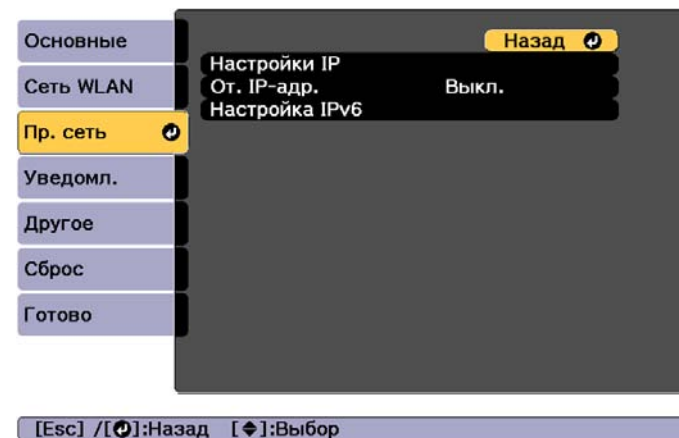 Основные
Сеть WLAN
Пр. сеть
Уведомл.
Другое
Сброс
Готово
Назад
Настройки IP
От. IP-адр. Выкл.
Настройка IPv6
[Esc] /[ ]:Назад [ ]:Выбор